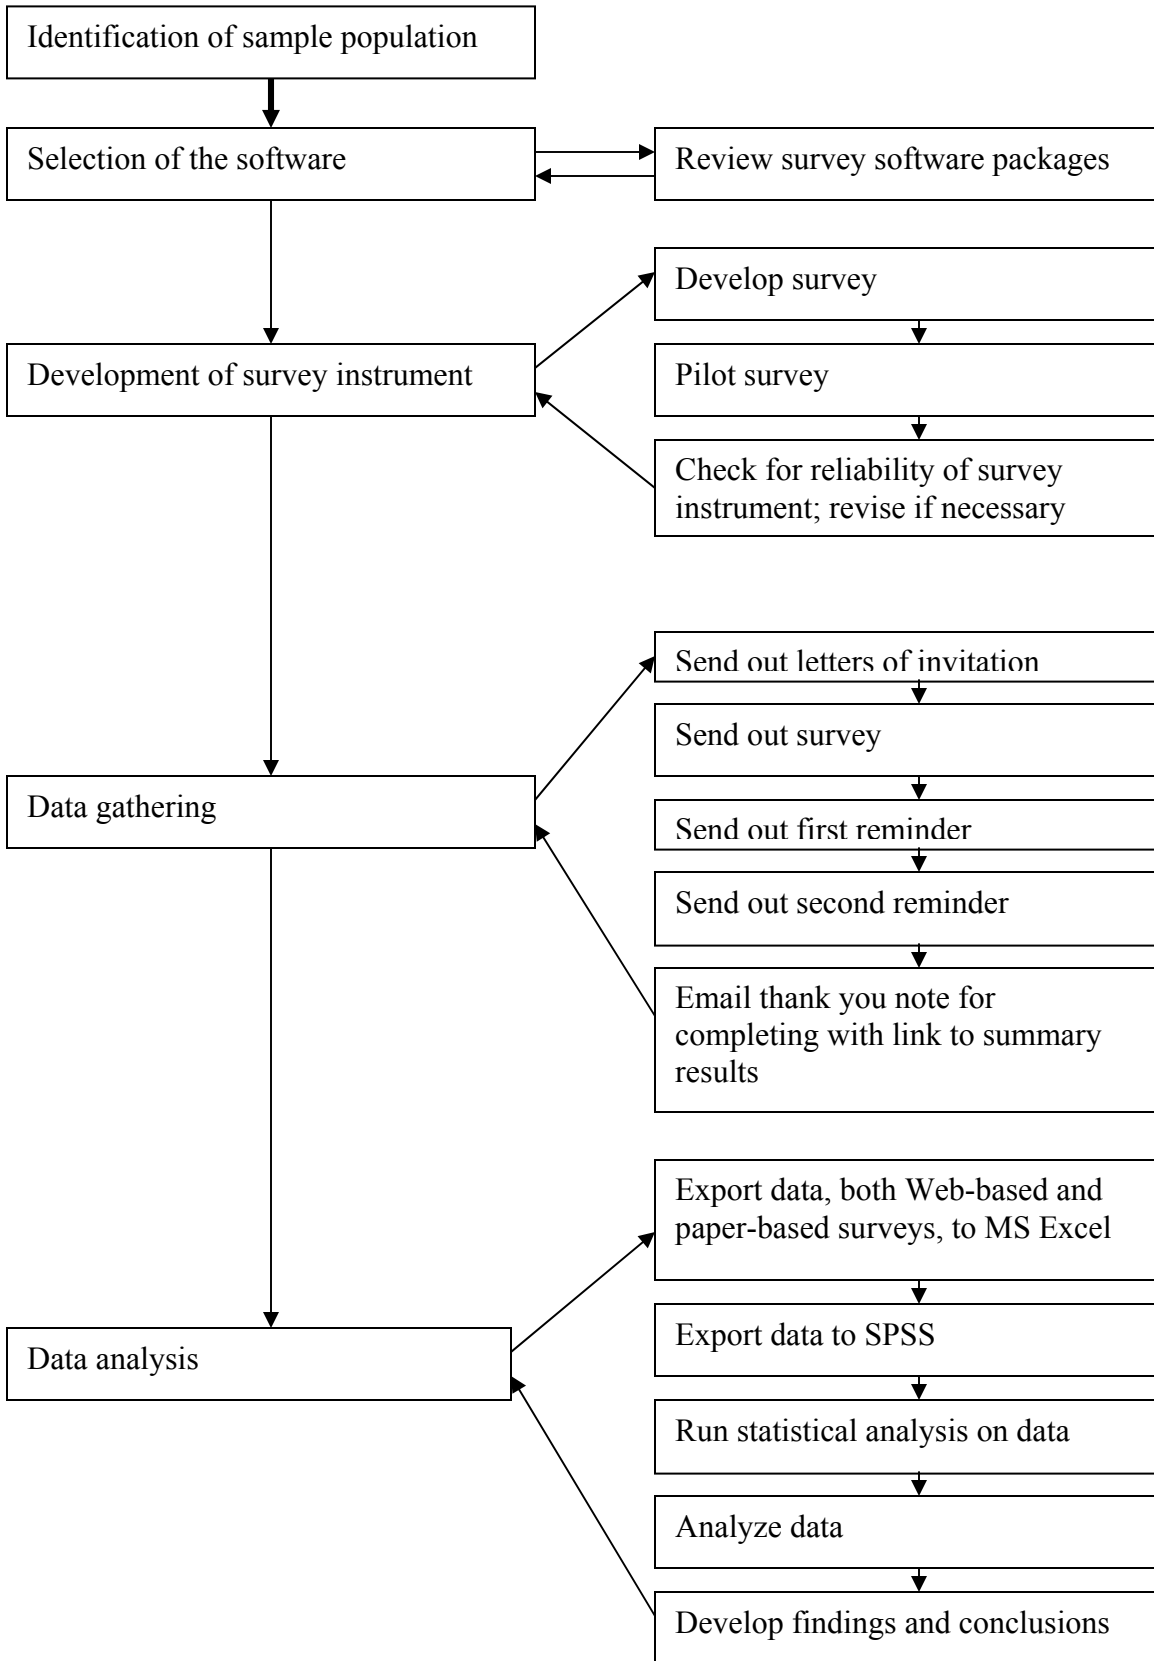 Identification of sample population
Selection of the software
Review survey software packages
Develop survey
Development of survey instrument
Pilot survey
Check for reliability of survey
instrument; revise if necessary
Send out letters of invitation
Send out survey
Data gathering
Send out first reminder
Send out second reminder
Email thank you note for
completing with link to summary
results
Export data, both Web-based and
paper-based surveys, to MS Excel
Export data to SPSS
Data analysis
Run statistical analysis on data
Analyze data
Develop findings and conclusions